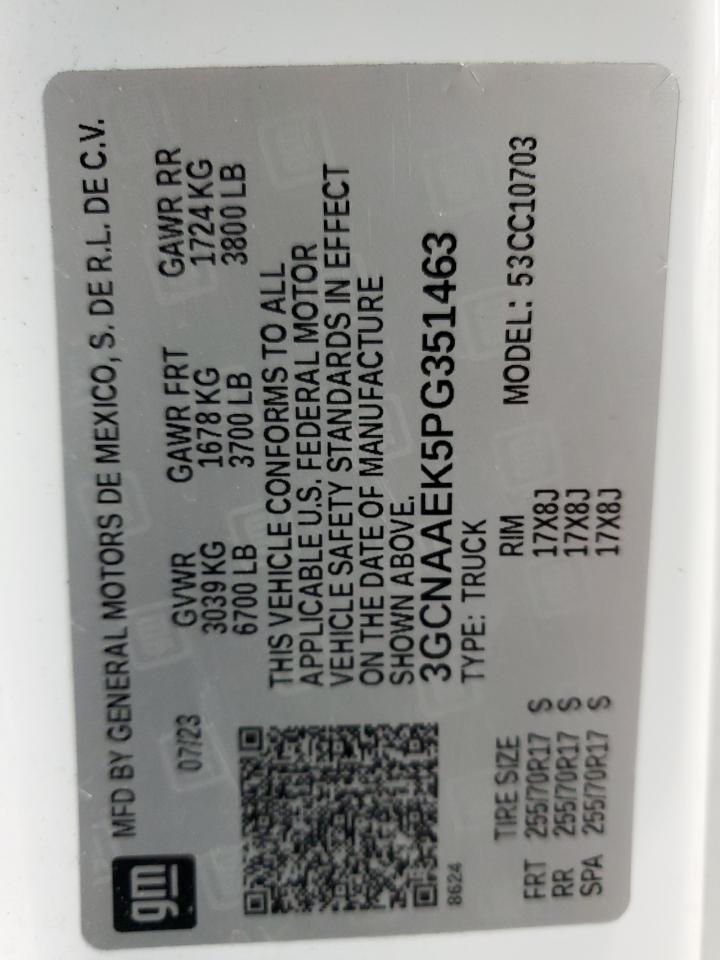 gm
MFD BY GENERAL MOTORS DE MEXICO, S. DE R.L. DE C.V.
07/23
GVWR GAWR FRT GAWR RR
3039 KG 1678 KG 1724 KG
6700 LB 3700 LB 3800 LB
THIS VEHICLE CONFORMS TO ALL
APPLICABLE U.S. FEDERAL MOTOR
VEHICLE SAFETY STANDARDS IN EFFECT
ON THE DATE OF MANUFACTURE
SHOWN ABOVE.
3GCNAAEK5PG351463
8624
TYPE: TRUCK
MODEL: 53CC10703
TIRE SIZE RIM
FRT 255/70R17 S 17X8J
RR 255/70R17 S 17X8J
SPA 255/70R17 S 17X8J